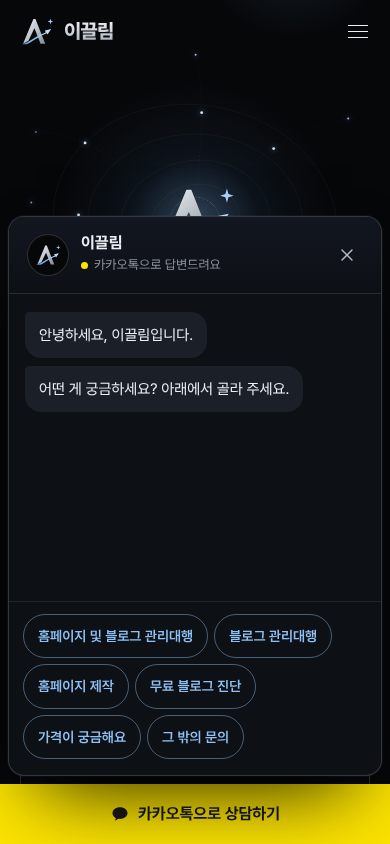 이끌림
이끌림
카카오톡으로 답변드려요
안녕하세요, 이끌림입니다.
어떤 게 궁금하세요? 아래에서 골라 주세요.
홈페이지 및 블로그 관리대행
블로그 관리대행
홈페이지 제작
무료 블로그 진단
가격이 궁금해요
그 밖의 문의
카카오톡으로 상담하기